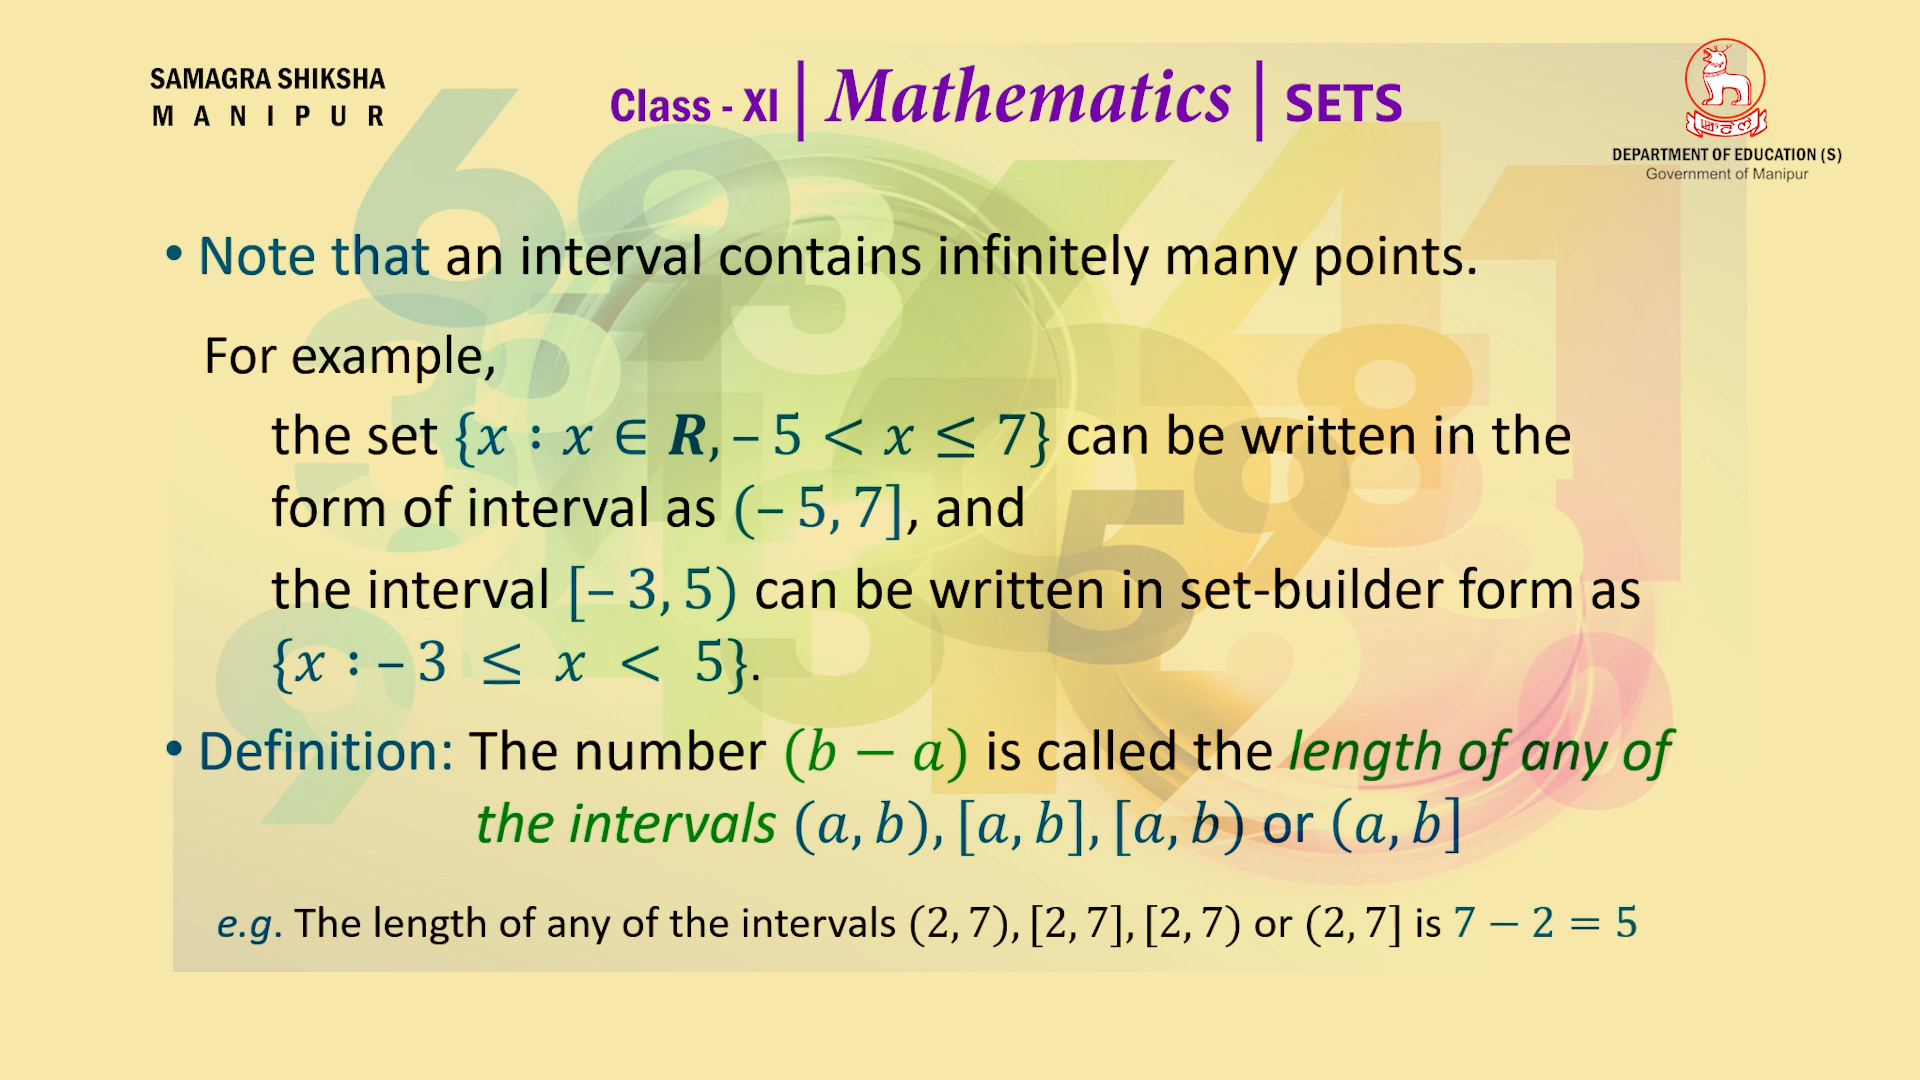 SAMAGRA SHIKSHA
MANIPUR
Class - XI | Mathematics | SETS
DEPARTMENT OF EDUCATION (S)
Government of Manipur
• Note that an interval contains infinitely many points.
For example,
the set {x : x ∈ R, – 5 < x ≤ 7} can be written in the
form of interval as (– 5, 7], and
the interval [– 3, 5) can be written in set-builder form as
{x : – 3 ≤ x < 5}.
• Definition: The number (b − a) is called the length of any of
the intervals (a, b), [a, b], [a, b) or (a, b]
e.g. The length of any of the intervals (2, 7), [2, 7], [2, 7) or (2, 7] is 7 − 2 = 5